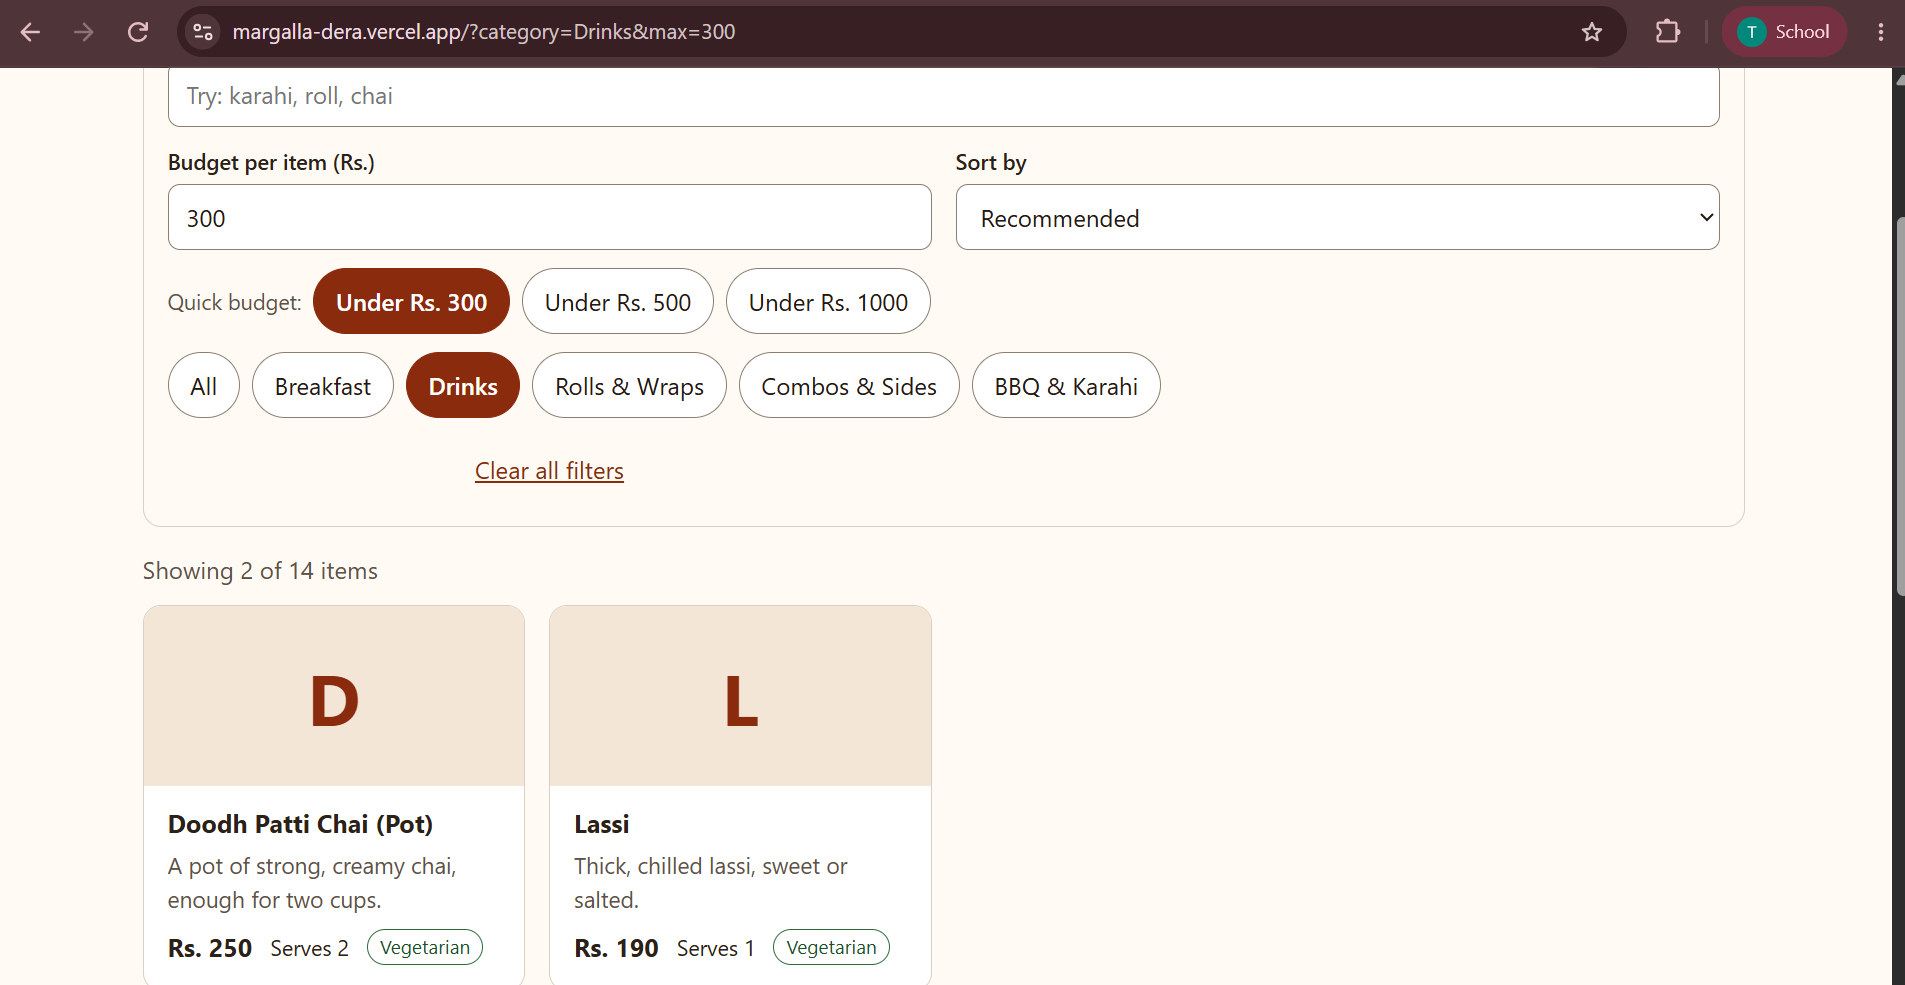 margalla-dera.vercel.app/?category=Drinks&max=300
T School
Try: karahi, roll, chai
Budget per item (Rs.) Sort by
300 Recommended
Quick budget: Under Rs. 300 Under Rs. 500 Under Rs. 1000
All Breakfast Drinks Rolls & Wraps Combos & Sides BBQ & Karahi
Clear all filters
Showing 2 of 14 items
D
Doodh Patti Chai (Pot)
A pot of strong, creamy chai,
enough for two cups.
Rs. 250 Serves 2 Vegetarian
L
Lassi
Thick, chilled lassi, sweet or
salted.
Rs. 190 Serves 1 Vegetarian